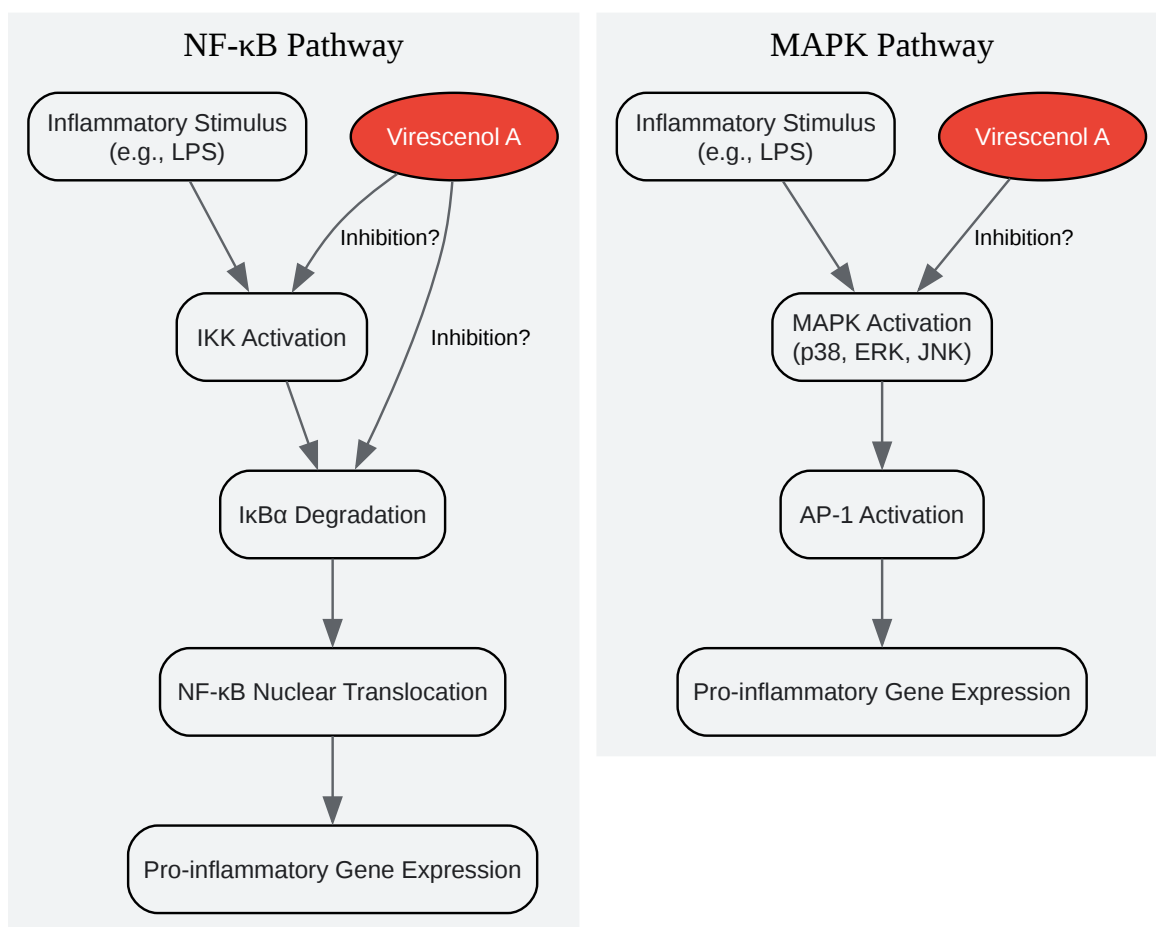 NF-κB Pathway
Inflammatory Stimulus
(e.g., LPS)
Virescenol A
Inhibition?
IKK Activation
Inhibition?
IκBα Degradation
NF-κB Nuclear Translocation
Pro-inflammatory Gene Expression
MAPK Pathway
Inflammatory Stimulus
(e.g., LPS)
Virescenol A
Inhibition?
MAPK Activation
(p38, ERK, JNK)
AP-1 Activation
Pro-inflammatory Gene Expression